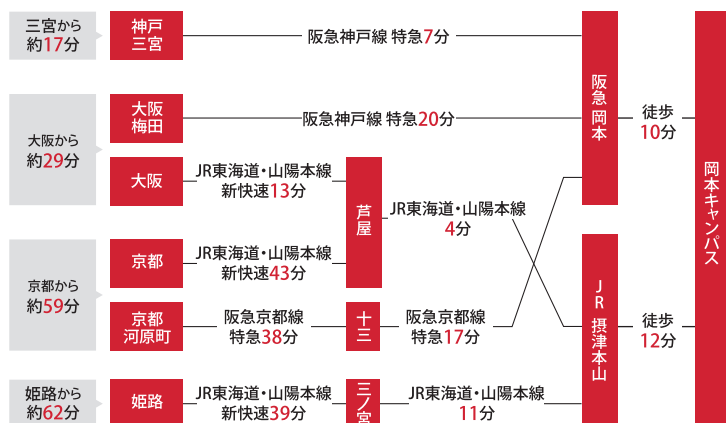 三宮から
約17分
神戸
三宮
阪急神戸線 特急7分
大阪から
約29分
大阪
梅田
阪急神戸線 特急20分
大阪
JR東海道・山陽本線
新快速13分
京都から
約59分
京都
JR東海道・山陽本線
新快速43分
芦屋
JR東海道・山陽本線
4分
京都
河原町
阪急京都線
特急38分
十三
阪急京都線
特急17分
姫路から
約62分
姫路
JR東海道・山陽本線
新快速39分
三ノ宮
JR東海道・山陽本線
11分
阪急 岡本
徒歩
10分
JR 摂津本山
徒歩
12分
岡本キャンパス